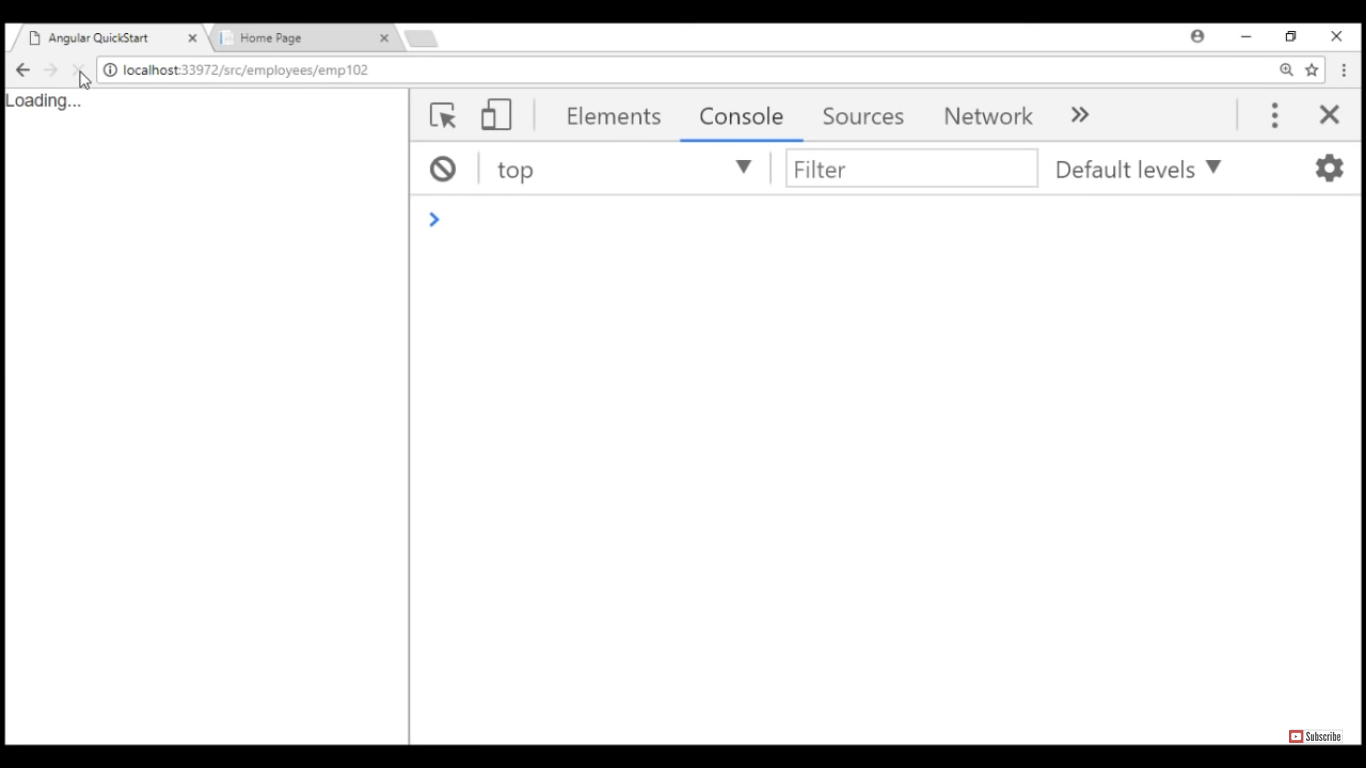 Angular QuickStart
Home Page
localhost:33972/src/employees/emp102
Loading...
Elements Console Sources Network
top Filter Default levels
Subscribe